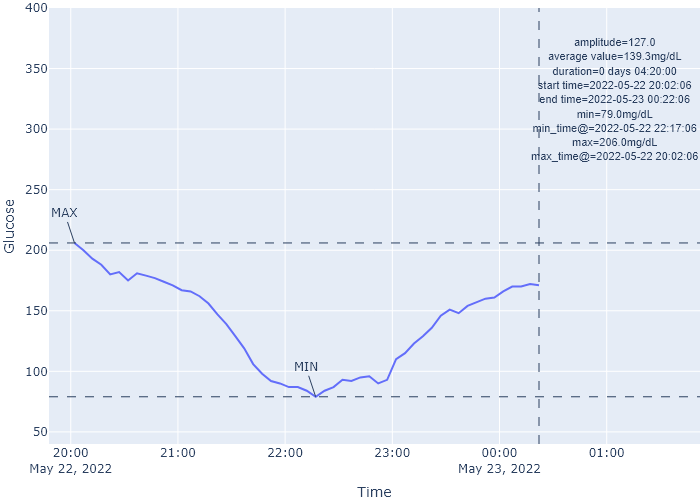 400
amplitude=127.0
average value=139.3mg/dL
350
duration=0 days 04:20:00
start time=2022-05-22 20:02:06
end time=2022-05-23 00:22:06
300
min=79.0mg/dL
min_time@=2022-05-22 22:17:06
max=206.0mg/dL
max_time@=2022-05-22 20:02:06
250
MAX
Glucose
200
150
100
MIN
50
20:00 21:00 22:00 23:00 00:00 01:00
May 22, 2022 May 23, 2022
Time